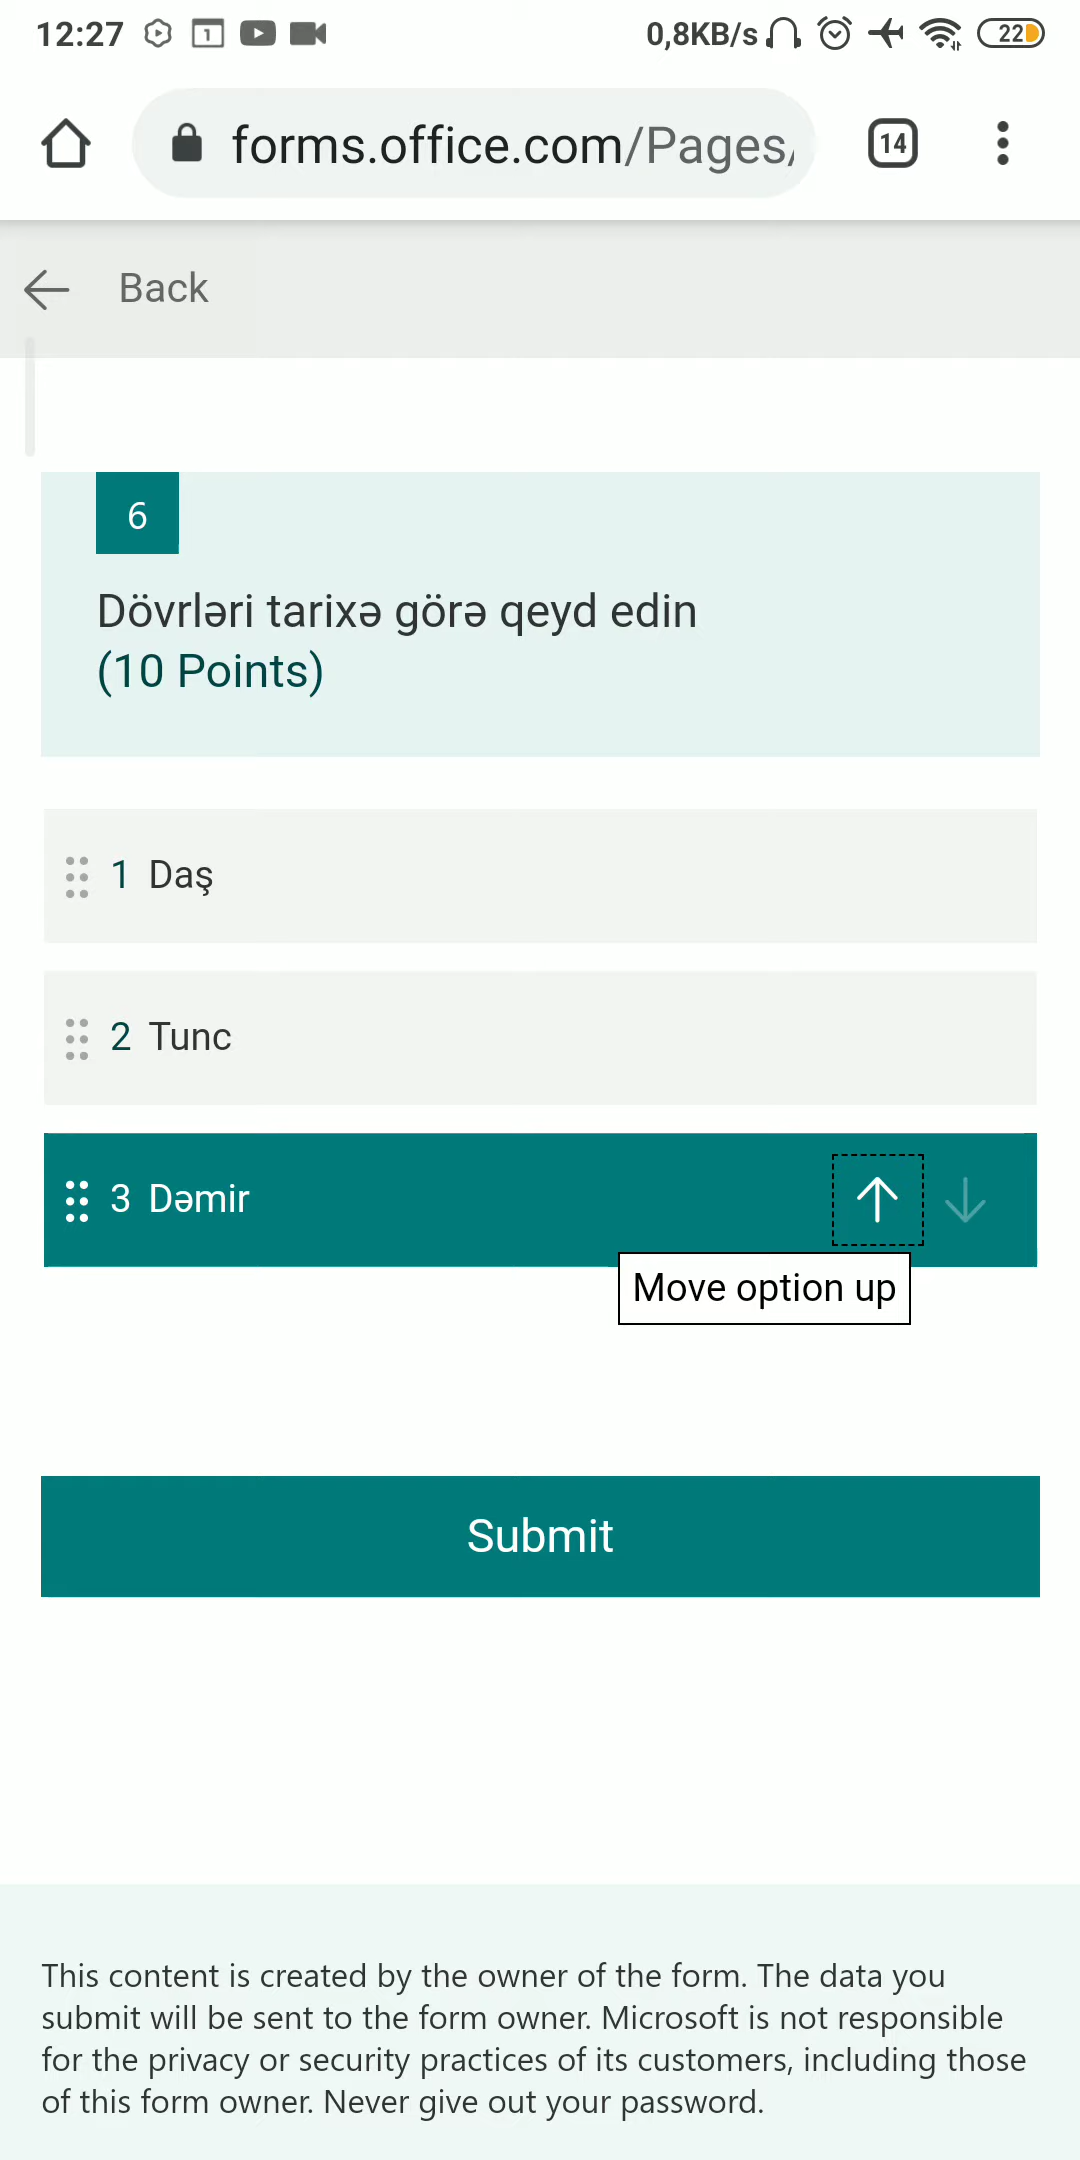 12:27 1 0,8KB/s 22
forms.office.com/Pages/ 14
Back
6
Dövrləri tarixə görə qeyd edin
(10 Points)
1 Daş
2 Tunc
3 Dəmir
Move option up
Submit
This content is created by the owner of the form. The data you
submit will be sent to the form owner. Microsoft is not responsible
for the privacy or security practices of its customers, including those
of this form owner. Never give out your password.